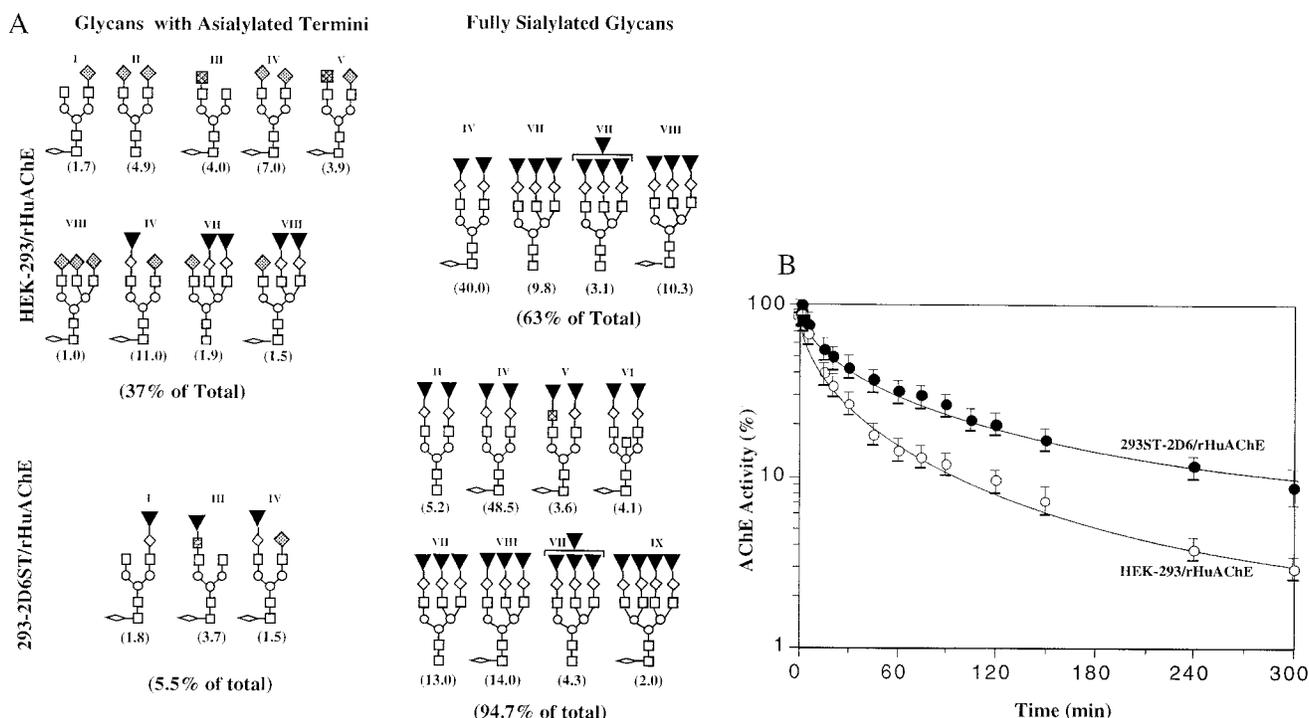 A
Glycans with Asialylated Termini
Fully Sialylated Glycans
HEK-293/rHuAChE
I II III IV V
(1.7) (4.9) (4.0) (7.0) (3.9)
VIII IV VII VIII
(1.0) (11.0) (1.9) (1.5)
(37% of Total)
IV VII VII VIII
(40.0) (9.8) (3.1) (10.3)
(63% of Total)
293-2D6ST/rHuAChE
I III IV
(1.8) (3.7) (1.5)
(5.5% of total)
II IV V VI
(5.2) (48.5) (3.6) (4.1)
VII VIII VII IX
(13.0) (14.0) (4.3) (2.0)
(94.7% of total)
B
AChE Activity (%)
100
10
1
293ST-2D6/rHuAChE
HEK-293/rHuAChE
0 60 120 180 240 300
Time (min)